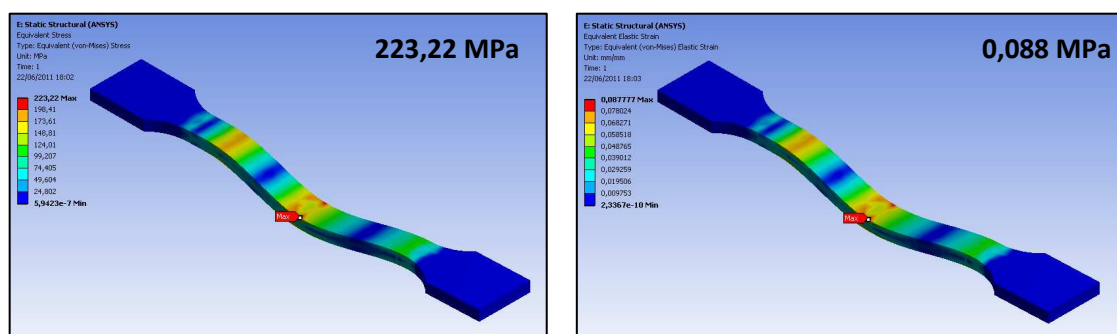 E: Static Structural (ANSYS)
Equivalent Stress
Type: Equivalent (von-Mises) Stress
Unit: MPa
Time: 1
22/06/2011 18:02
223,22 MPa
223,22 Max
198,41
173,61
148,81
124,01
99,207
74,405
49,604
24,802
5,9423e-7 Min
Max
E: Static Structural (ANSYS)
Equivalent Elastic Strain
Type: Equivalent (von-Mises) Elastic Strain
Unit: mm/mm
Time: 1
22/06/2011 18:03
0,088 MPa
0,087777 Max
0,078024
0,068271
0,058518
0,048765
0,039012
0,029259
0,019506
0,009753
2,3367e-10 Min
Max